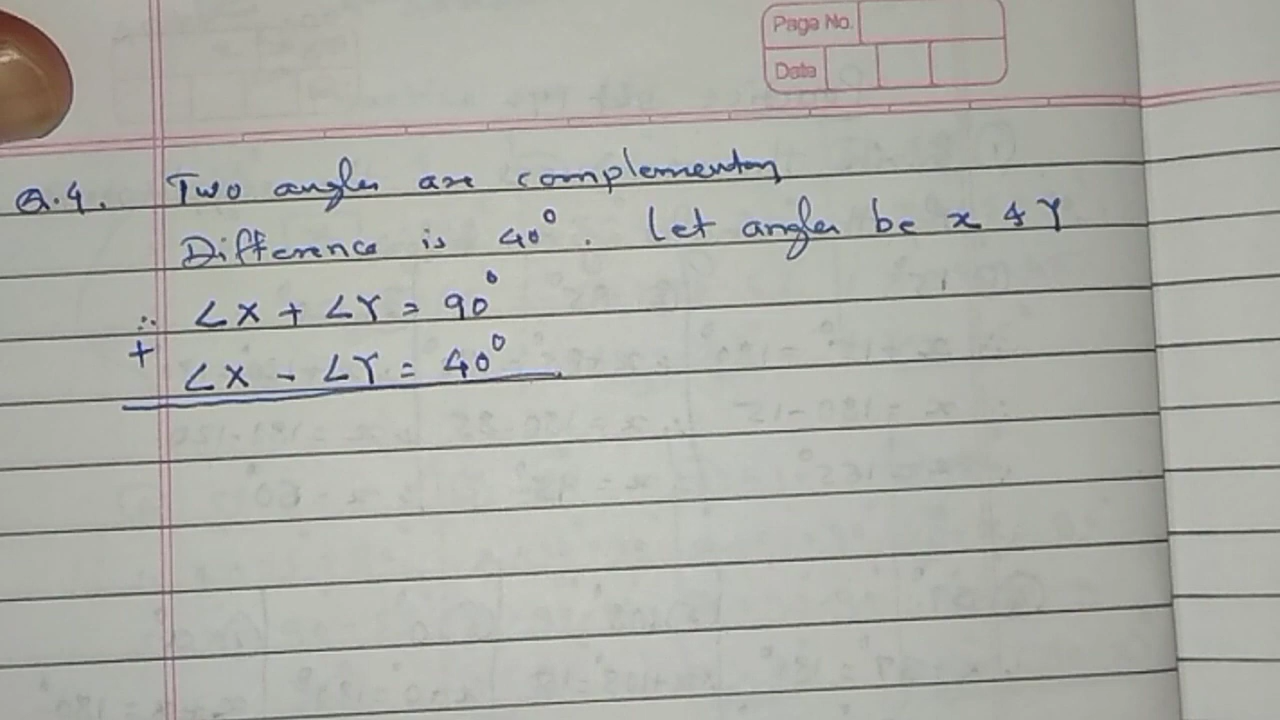 Page No.
Date
Q.4. Two angles are complementary
Difference is 40°. Let angles be x & Y
∴ ∠X + ∠Y = 90°
+ ∠X - ∠Y = 40°